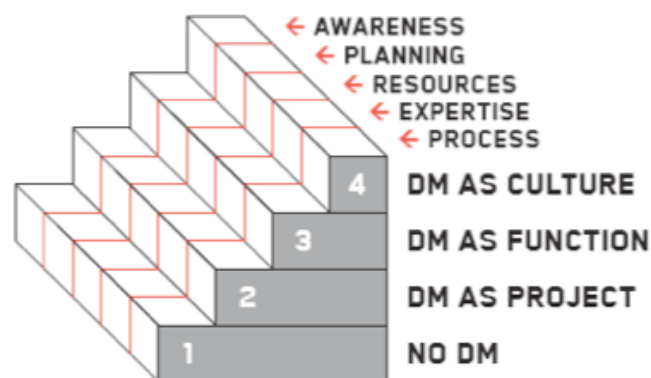 ← AWARENESS
← PLANNING
← RESOURCES
← EXPERTISE
← PROCESS
4 DM AS CULTURE
3 DM AS FUNCTION
2 DM AS PROJECT
1 NO DM